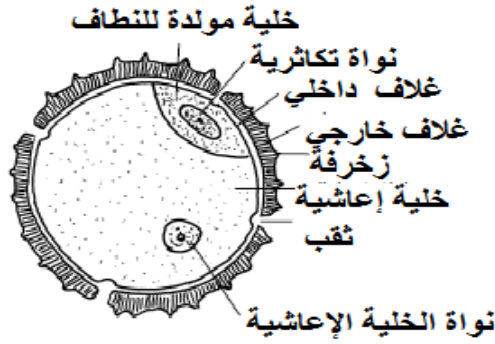 خلية مولدة للنطاف
نواة تكاثرية
غلاف داخلي
غلاف خارجي
زخرفة
خلية إعاشية
ثقب
نواة الخلية الإعاشية